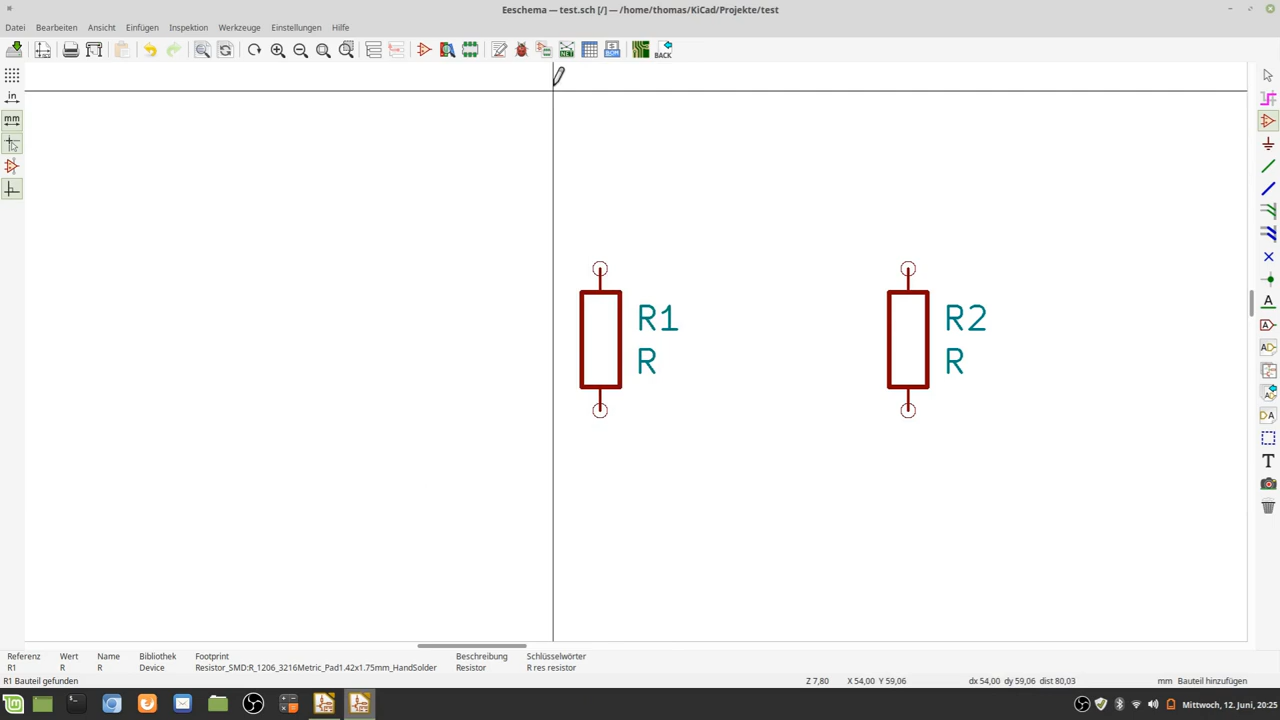 Eeschema — test.sch [/] — /home/thomas/KiCad/Projekte/test
Datei Bearbeiten Ansicht Einfügen Inspektion Werkzeuge Einstellungen Hilfe
BACK
NET
BOM
in
mm
R1
R
R2
R
A
A
A
A
T
Referenz Wert Name Bibliothek Footprint Beschreibung Schlüsselwörter
R1 R R Device Resistor_SMD:R_1206_3216Metric_Pad1.42x1.75mm_HandSolder Resistor R res resistor
R1 Bauteil gefunden Z 7,80 X 54,00 Y 59,06 dx 54,00 dy 59,06 dist 80,03 mm Bauteil hinzufügen
Mittwoch, 12. Juni, 20:25